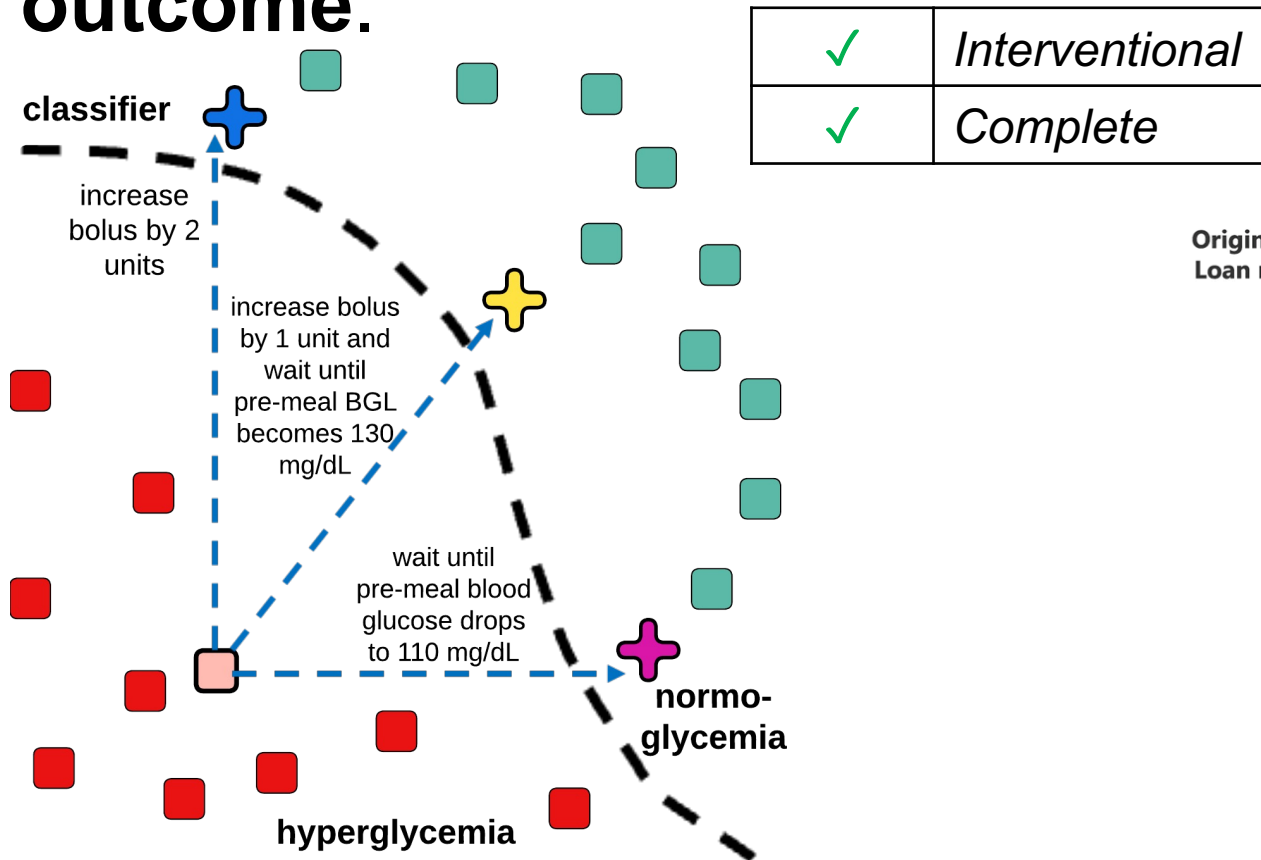 outcome.
✓ Interventional
✓ Complete
classifier
increase
bolus by 2
units
increase bolus
by 1 unit and
wait until
pre-meal BGL
becomes 130
mg/dL
wait until
pre-meal blood
glucose drops
to 110 mg/dL
normo-
glycemia
hyperglycemia
Origin
Loan